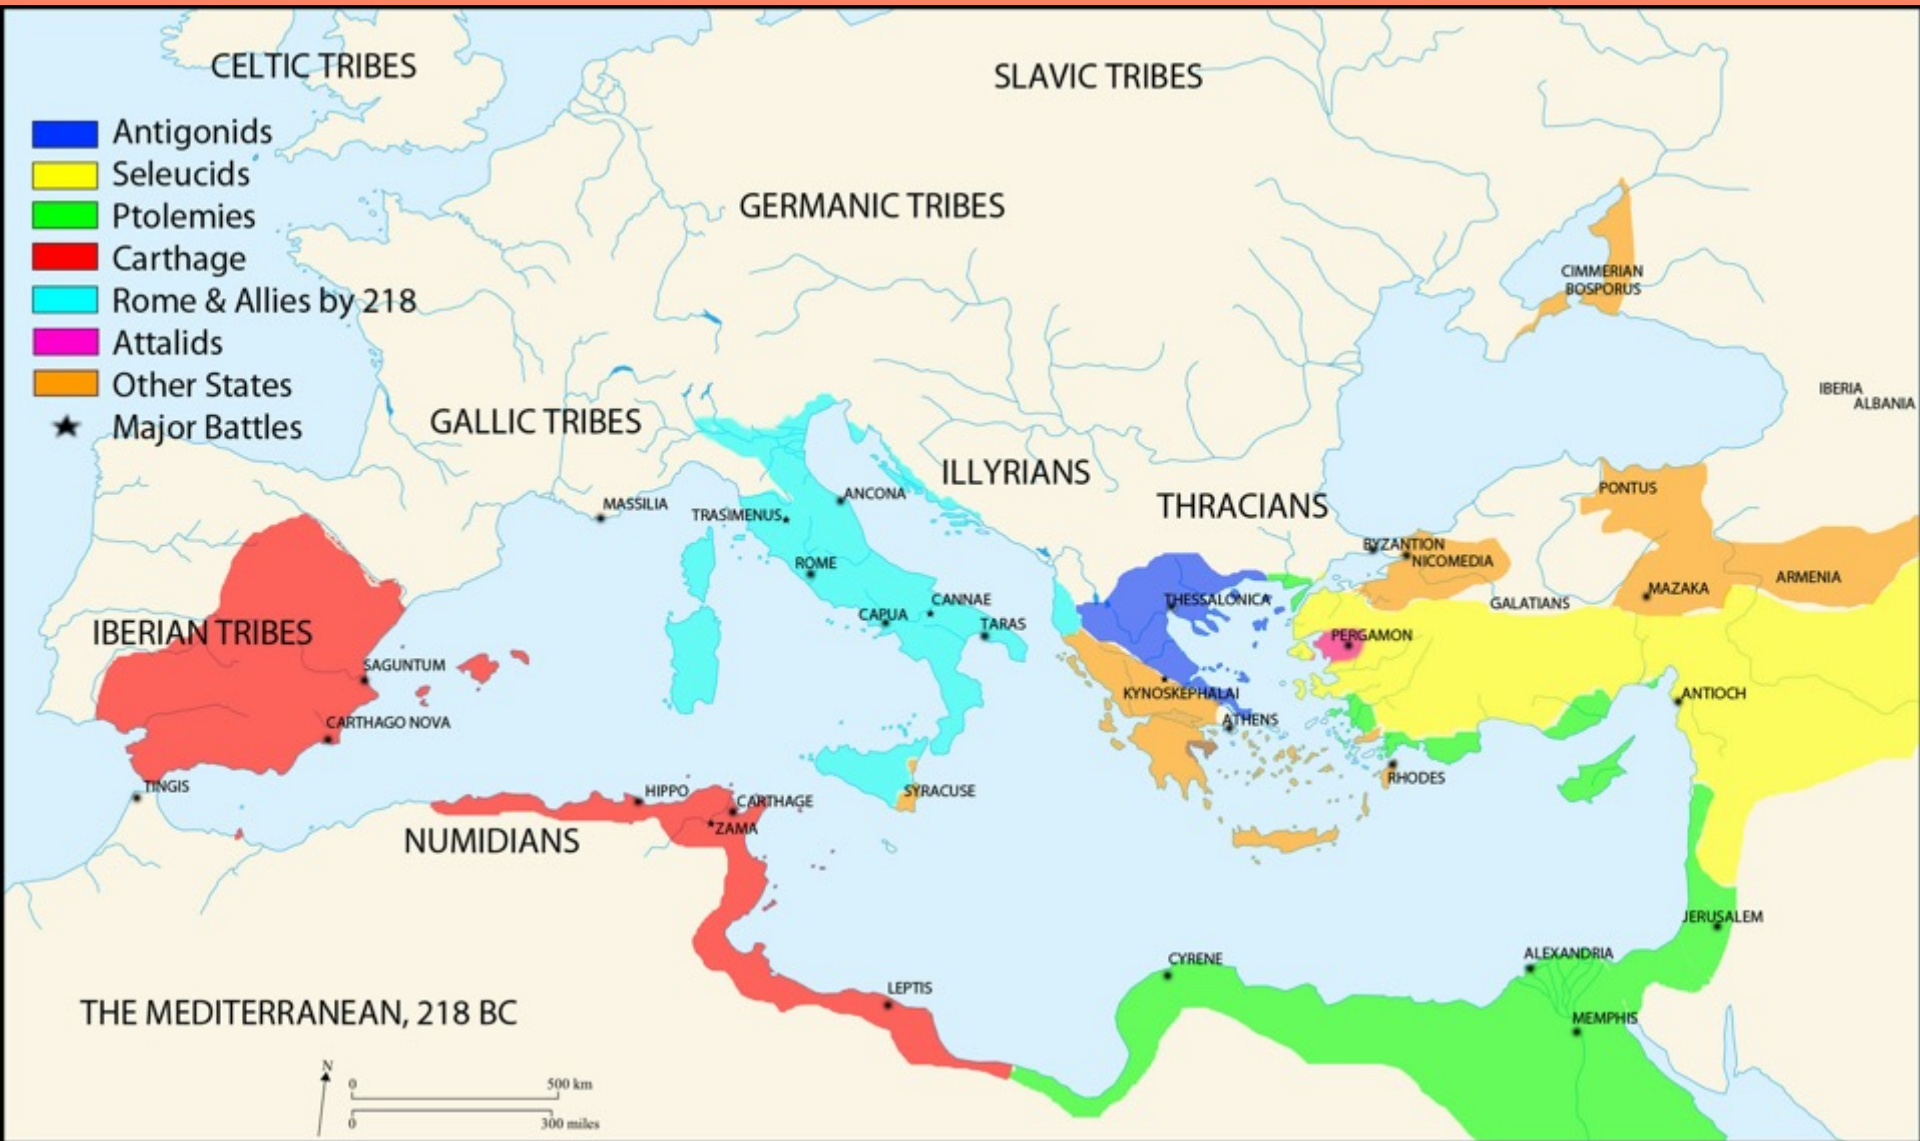 CELTIC TRIBES
SLAVIC TRIBES
Antigonids
Seleucids
Ptolemies
Carthage
Rome & Allies by 218
Attalids
Other States
Major Battles
GERMANIC TRIBES
CIMMERIAN
BOSPORUS
IBERIA
ALBANIA
GALLIC TRIBES
ILLYRIANS
THRACIANS
PONTUS
MASSILIA
ANCONA
TRASIMENUS
BYZANTION
NICOMEDIA
ROME
ARMENIA
MAZAKA
CANNAE
THESSALONICA
GALATIANS
CAPUA
TARAS
IBERIAN TRIBES
PERGAMON
SAGUNTUM
KYNOSKEPHALAI
ANTIOCH
CARTHAGO NOVA
ATHENS
TINGIS
HIPPO
SYRACUSE
RHODES
CARTHAGE
ZAMA
NUMIDIANS
JERUSALEM
CYRENE
ALEXANDRIA
LEPTIS
MEMPHIS
THE MEDITERRANEAN, 218 BC
N
0 500 km
0 300 miles